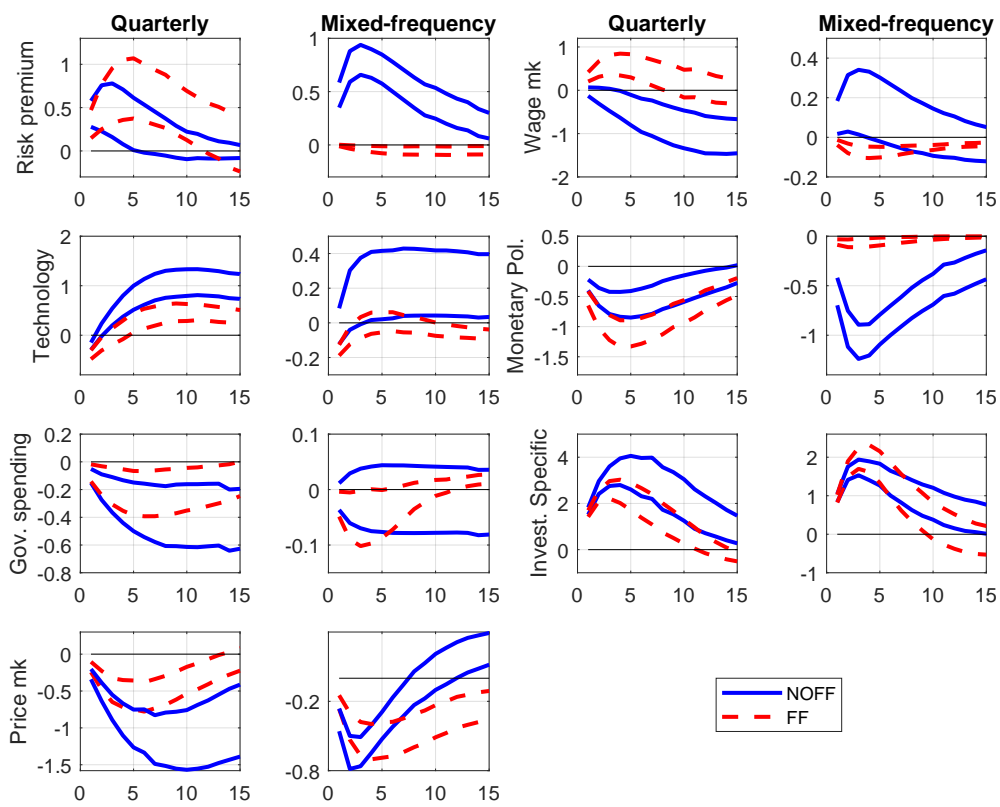 Quarterly Mixed-frequency Quarterly Mixed-frequency
Risk premium
1
0.5
0
0 5 10 15
1
0.5
0
0 5 10 15
Wage mk
1
0
-1
-2
0 5 10 15
0.4
0.2
0
-0.2
0 5 10 15
Technology
2
1
0
0 5 10 15
0.4
0.2
0
-0.2
0 5 10 15
Monetary Pol.
0.5
0
-0.5
-1
-1.5
0 5 10 15
0
-0.5
-1
0 5 10 15
Gov. spending
0.2
0
-0.2
-0.4
-0.6
-0.8
0 5 10 15
0.1
0
-0.1
0 5 10 15
Invest. Specific
4
2
0
0 5 10 15
2
1
0
-1
0 5 10 15
Price mk
0
-0.5
-1
-1.5
0 5 10 15
-0.2
-0.8
0 5 10 15
NOFF
FF